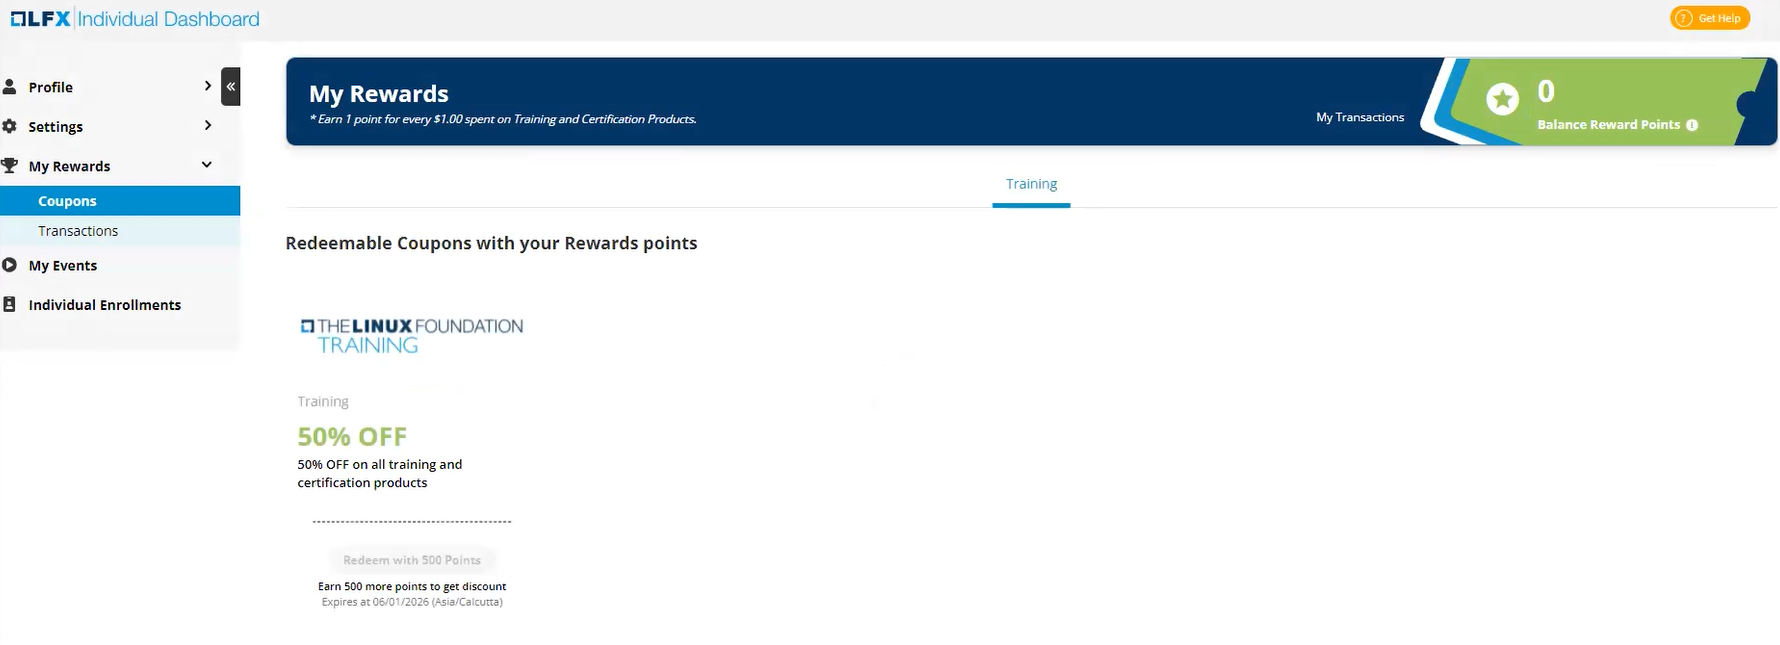 LFX Individual Dashboard
? Get Help
Profile
Settings
My Rewards
Coupons
Transactions
My Events
Individual Enrollments
My Rewards
* Earn 1 point for every $1.00 spent on Training and Certification Products.
My Transactions
0
Balance Reward Points
Training
Redeemable Coupons with your Rewards points
THE LINUX FOUNDATION
TRAINING
Training
50% OFF
50% OFF on all training and
certification products
Redeem with 500 Points
Earn 500 more points to get discount
Expires at 06/01/2026 (Asia/Calcutta)